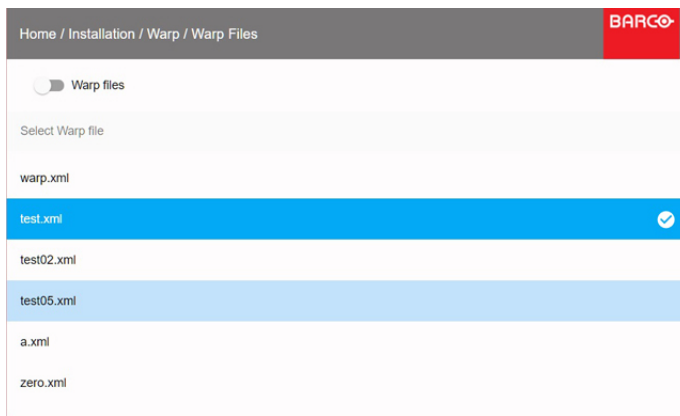 Home / Installation / Warp / Warp Files
BARCO
Warp files
Select Warp file
warp.xml
test.xml
test02.xml
test05.xml
a.xml
zero.xml